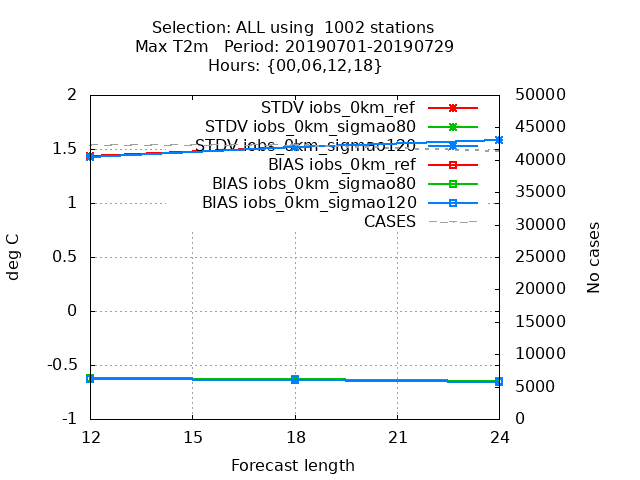 Selection: ALL using  1002 stations
Max T2m   Period: 20190701-20190729
Hours: {00,06,12,18}
2
1.5
1
0.5
0
-0.5
-1
deg C
STDV iobs_0km_ref
STDV iobs_0km_sigmao80
STDV iobs_0km_sigmao120
BIAS iobs_0km_ref
BIAS iobs_0km_sigmao80
BIAS iobs_0km_sigmao120
CASES
50000
45000
40000
35000
30000
25000
20000
15000
10000
5000
0
No cases
12 15 18 21 24
Forecast length